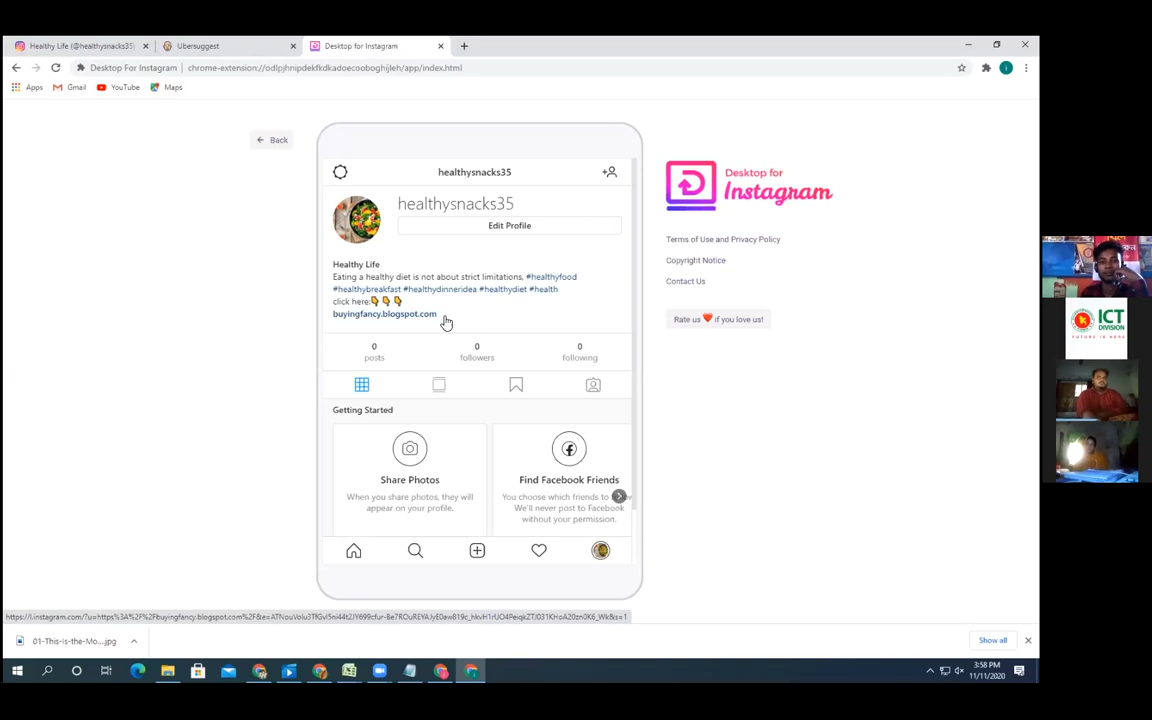 Healthy Life (@healthysnacks35)
Ubersuggest
Desktop for Instagram
Desktop For Instagram
chrome-extension://odlpjhnipdekfkdkadoecooboghijleh/app/index.html
Apps
Gmail
YouTube
Maps
Back
healthysnacks35
healthysnacks35
Edit Profile
Healthy Life
Eating a healthy diet is not about strict limitations, #healthyfood
#healthybreakfast #healthydinneridea #healthydiet #health
click here:👇👇👇
buyingfancy.blogspot.com
0
posts
0
followers
0
following
Getting Started
Share Photos
When you share photos, they will
appear on your profile.
Find Facebook Friends
You choose which friends to
We'll never post to Facebook
without your permission.
Desktop for
Instagram
Terms of Use and Privacy Policy
Copyright Notice
Contact Us
Rate us ❤ if you love us!
ICT
DIVISION
FUTURE IS HERE
01-This-Is-the-Mo....jpg
Show all
3:58 PM
11/11/2020